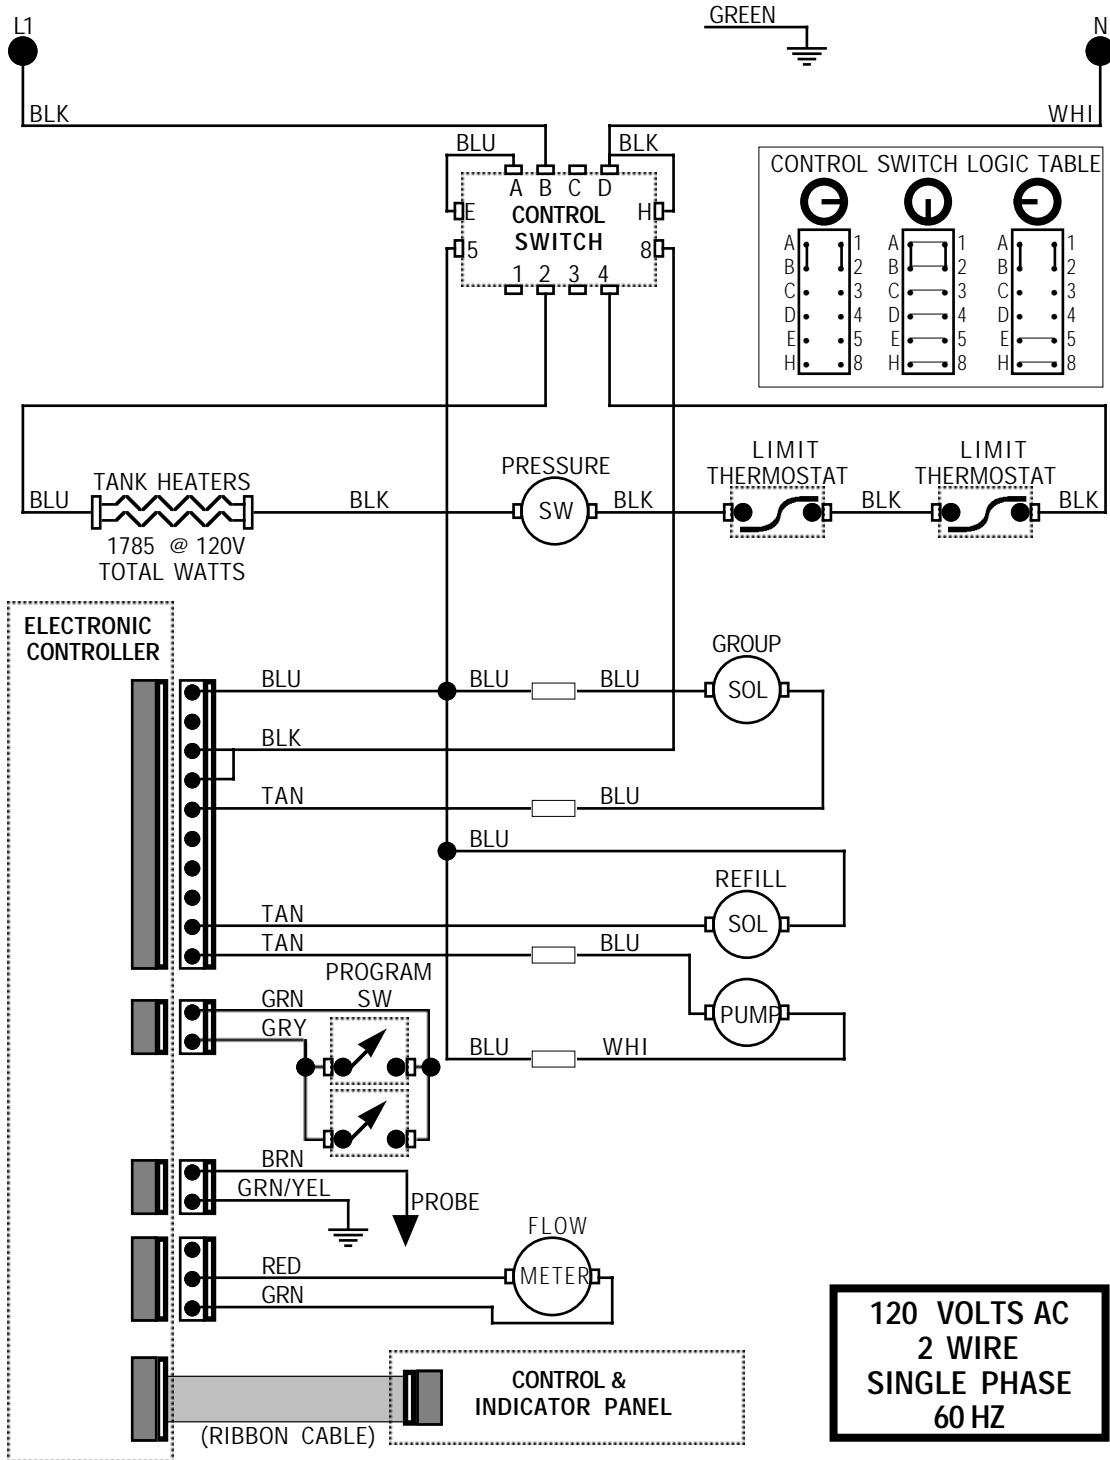 L1
GREEN
N
BLK
WHI
BLU
BLK
A B C D
E
CONTROL
SWITCH
H
5
8
1 2 3 4
CONTROL SWITCH LOGIC TABLE
A 1 A 1 A 1
B 2 B 2 B 2
C 3 C 3 C 3
D 4 D 4 D 4
E 5 E 5 E 5
H 8 H 8 H 8
TANK HEATERS
BLU
BLK
1785 @ 120V
TOTAL WATTS
PRESSURE
SW
BLK
LIMIT
THERMOSTAT
BLK
LIMIT
THERMOSTAT
BLK
ELECTRONIC
CONTROLLER
BLU
BLU
BLU
GROUP
SOL
BLK
TAN
BLU
BLU
REFILL
SOL
TAN
TAN
BLU
PUMP
BLU
WHI
PROGRAM
SW
GRN
GRY
BRN
GRN/YEL
PROBE
FLOW
METER
RED
GRN
CONTROL &
INDICATOR PANEL
(RIBBON CABLE)
120 VOLTS AC
2 WIRE
SINGLE PHASE
60 HZ